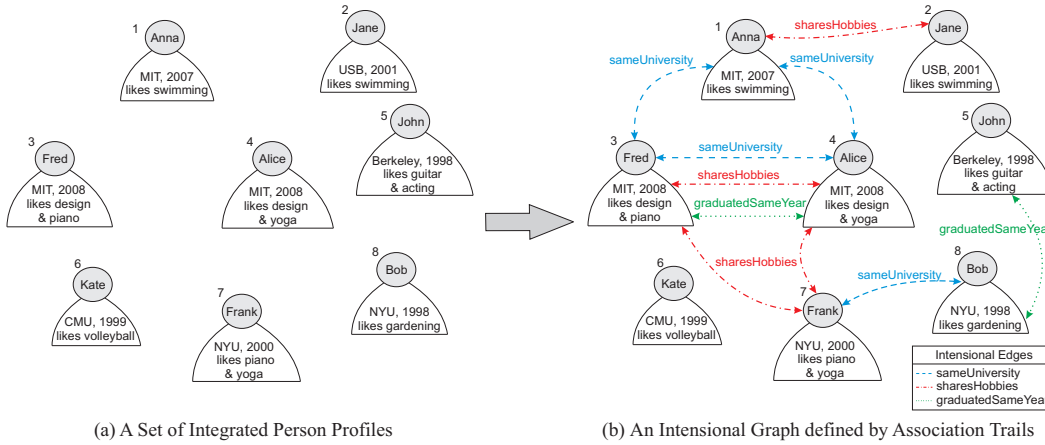 1
Anna
MIT, 2007
likes swimming
2
Jane
USB, 2001
likes swimming
3
Fred
MIT, 2008
likes design
& piano
4
Alice
MIT, 2008
likes design
& yoga
5
John
Berkeley, 1998
likes guitar
& acting
6
Kate
CMU, 1999
likes volleyball
7
Frank
NYU, 2000
likes piano
& yoga
8
Bob
NYU, 1998
likes gardening
(a) A Set of Integrated Person Profiles
1
Anna
MIT, 2007
likes swimming
sharesHobbies
2
Jane
USB, 2001
likes swimming
sameUniversity
sameUniversity
3
Fred
MIT, 2008
likes design
& piano
sameUniversity
sharesHobbies
graduatedSameYear
4
Alice
MIT, 2008
likes design
& yoga
5
John
Berkeley, 1998
likes guitar
& acting
graduatedSameYear
6
Kate
CMU, 1999
likes volleyball
sharesHobbies
7
Frank
NYU, 2000
likes piano
& yoga
sameUniversity
8
Bob
NYU, 1998
likes gardening
Intensional Edges
sameUniversity
sharesHobbies
graduatedSameYear
(b) An Intensional Graph defined by Association Trails